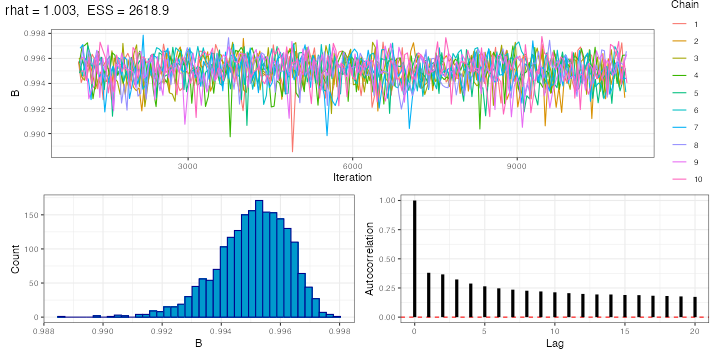 rhat = 1.003, ESS = 2618.9
Chain
1
2
3
4
5
6
7
8
9
10
B
0.998
0.996
0.994
0.992
0.990
3000 6000 9000
Iteration
Count
150
100
50
0
0.988 0.990 0.992 0.994 0.996 0.998
B
Autocorrelation
1.00
0.75
0.50
0.25
0.00
0 5 10 15 20
Lag